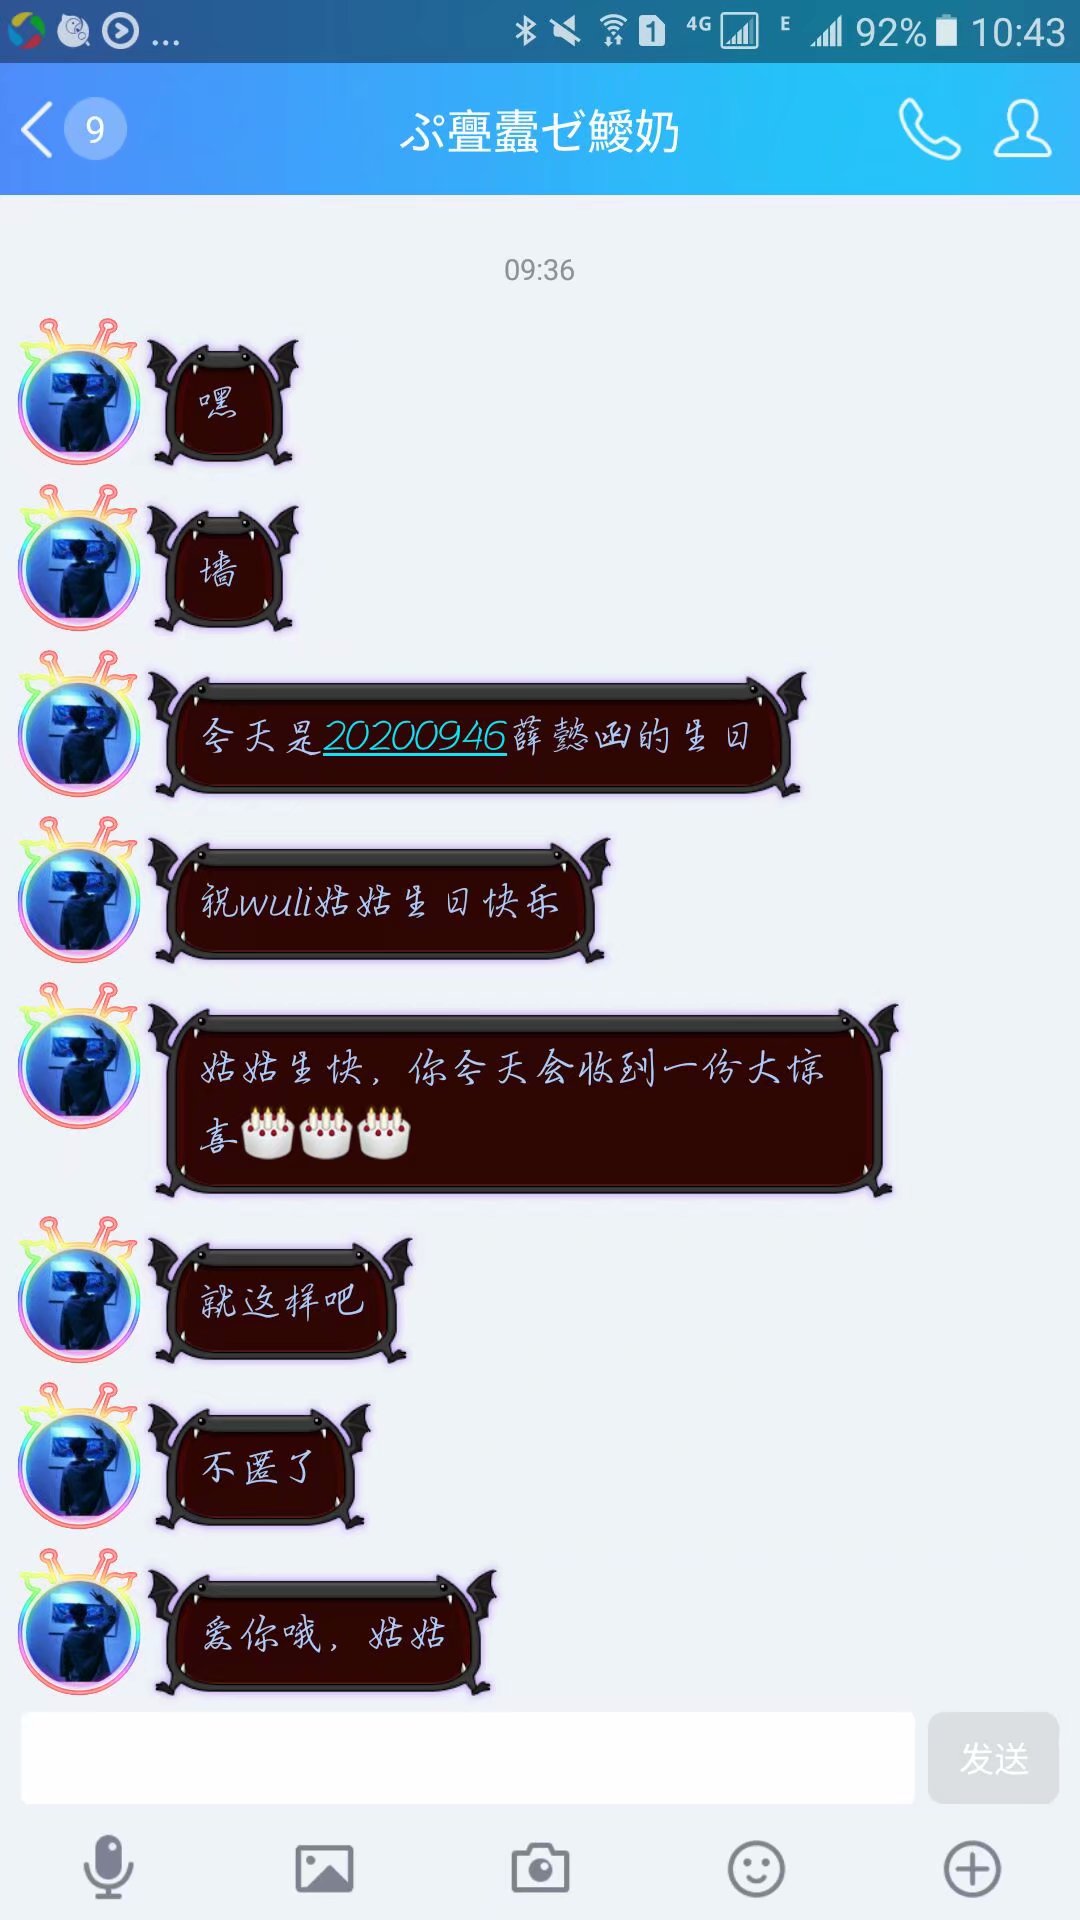 ... 1 4G E 92% 10:43
9 ぷ亹蠹ゼ鰀奶
09:36
嘿
墙
今天是20200946薛懿函的生日
祝wuli姑姑生日快乐
姑姑生快，你今天会收到一份大惊
喜🎂🎂🎂
就这样吧
不匿了
爱你哦，姑姑
发送